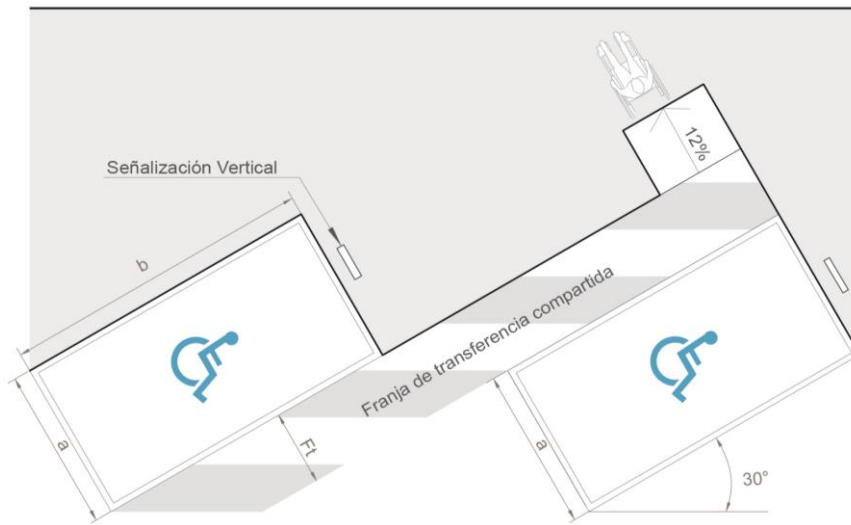 12%
Señalización Vertical
b
Franja de transferencia compartida
a
Ft
a
30°